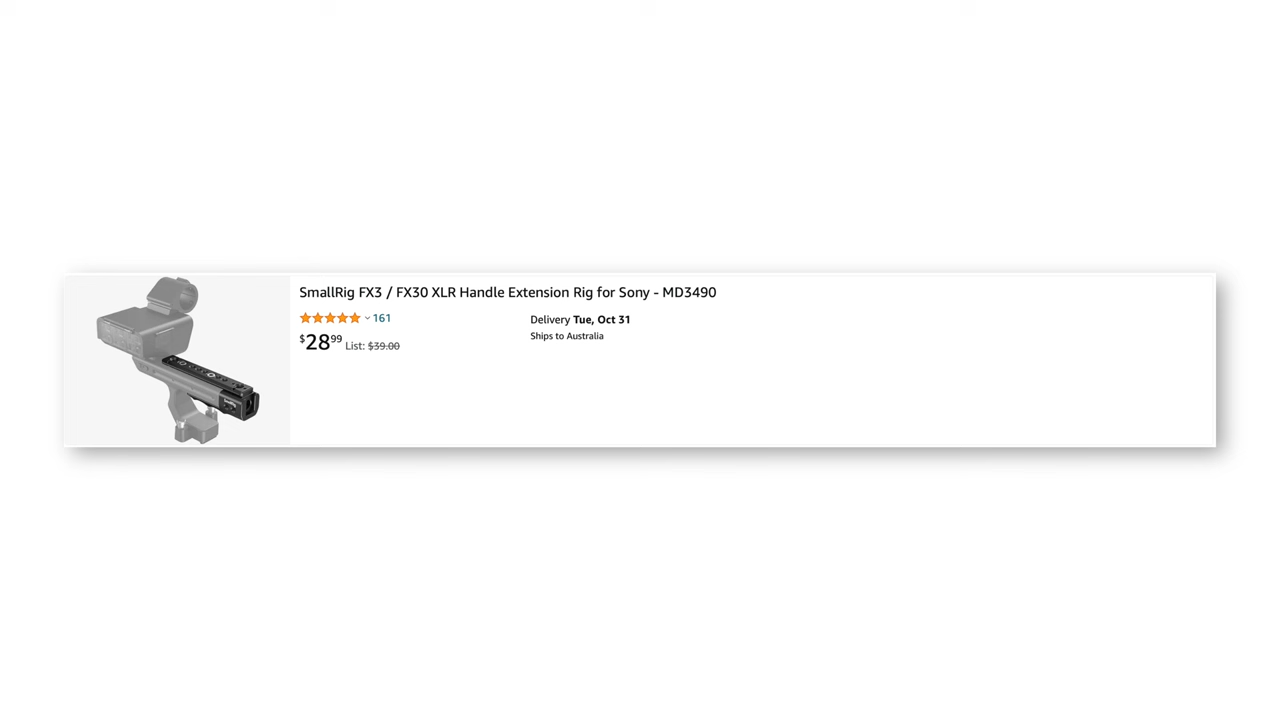 SmallRig FX3 / FX30 XLR Handle Extension Rig for Sony - MD3490
161
$28.99 List: $39.00
Delivery Tue, Oct 31
Ships to Australia